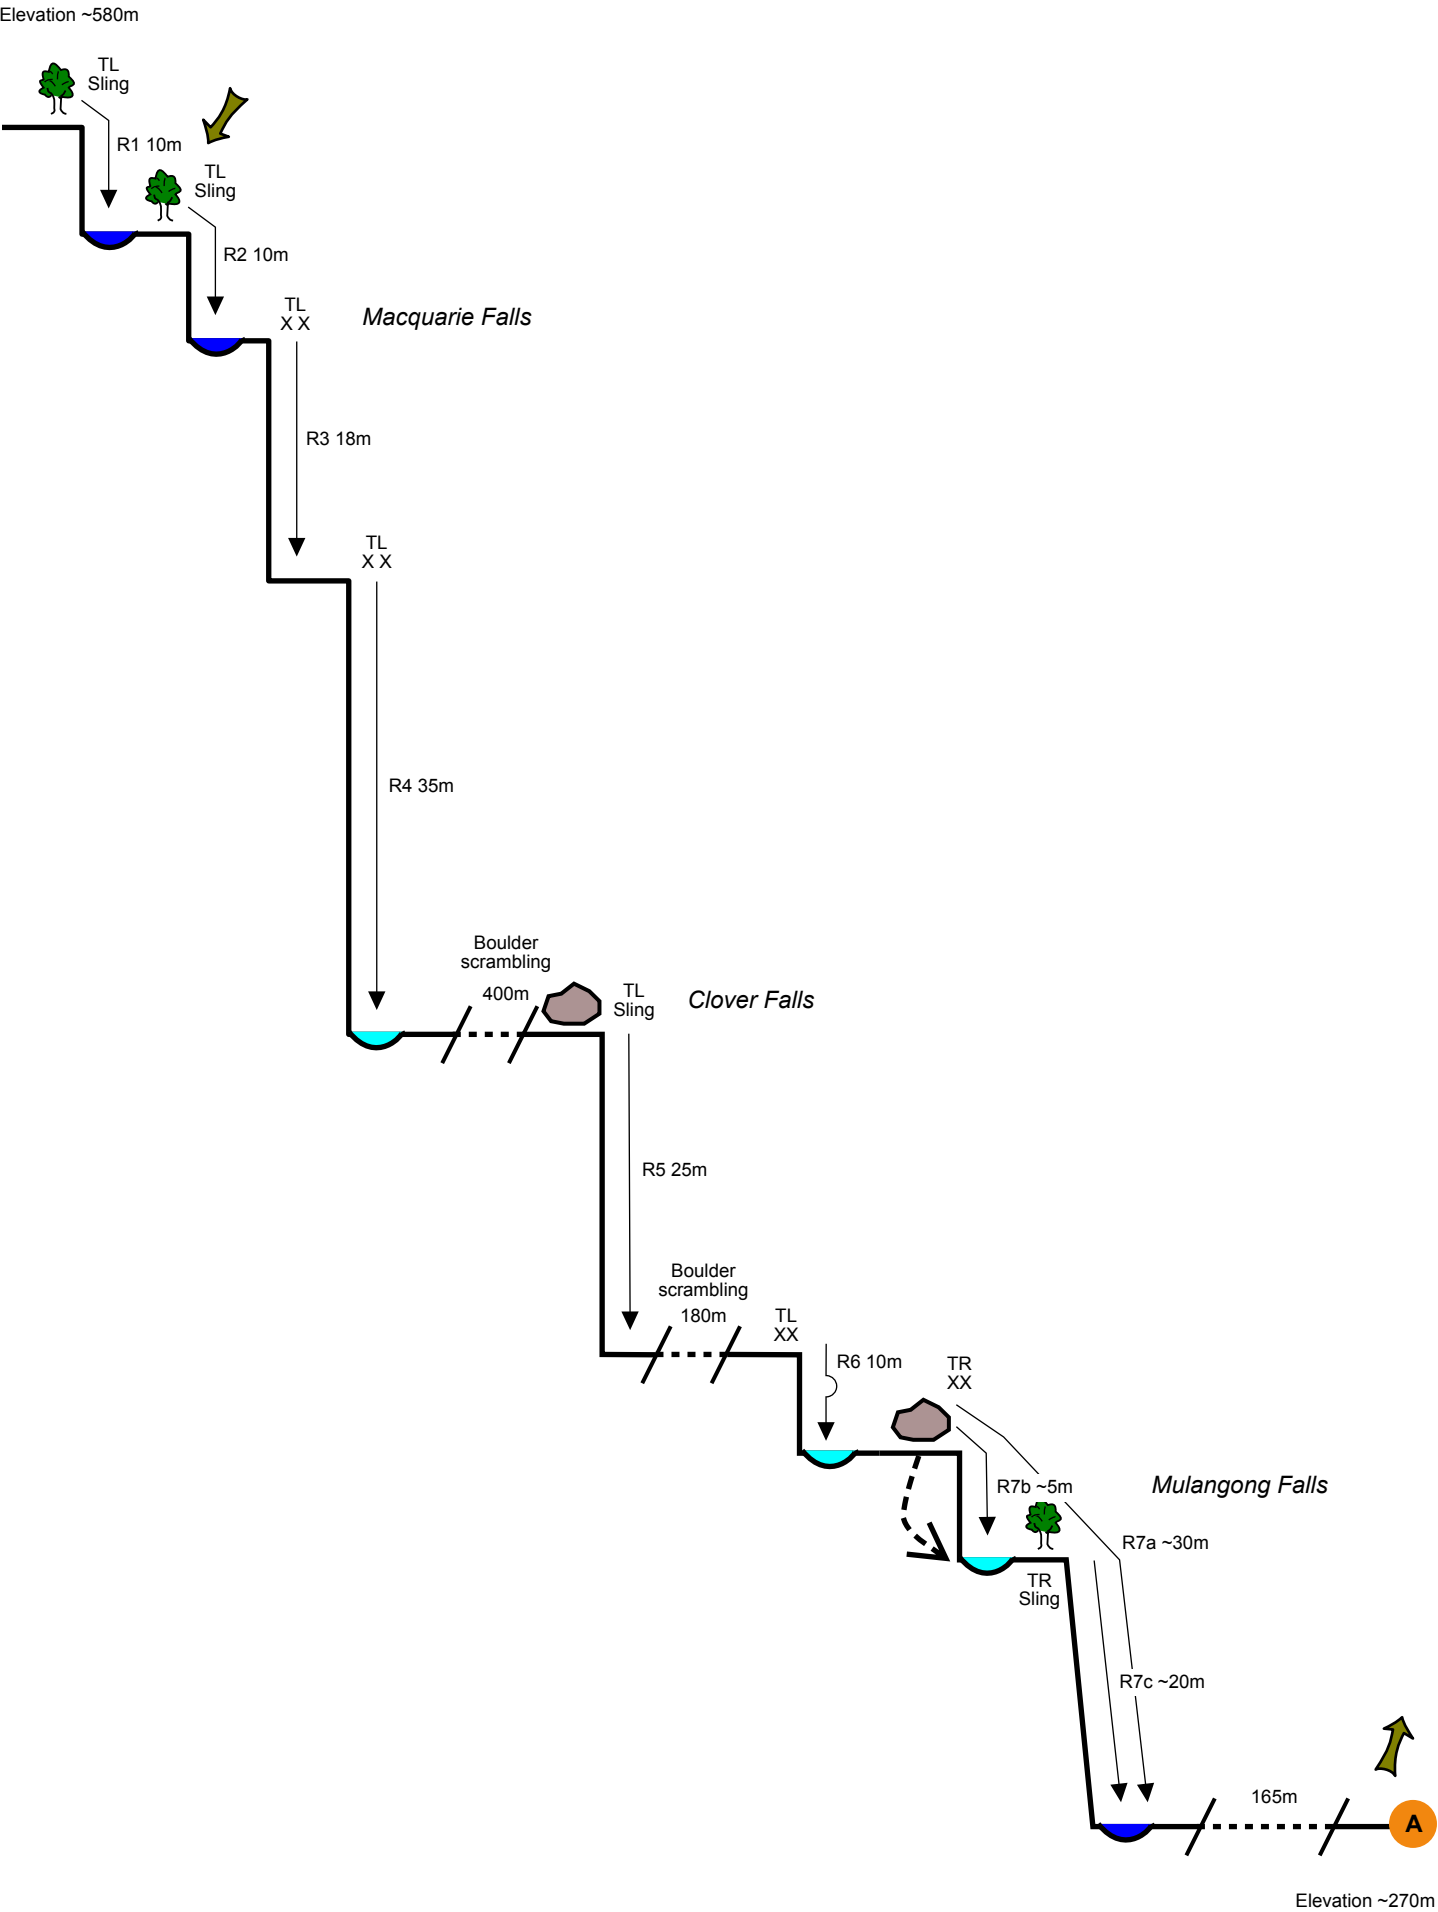 Elevation ~580m
TL
Sling
R1 10m
TL
Sling
R2 10m
TL
X X
Macquarie Falls
R3 18m
TL
X X
R4 35m
Boulder
scrambling
400m
TL
Sling
Clover Falls
R5 25m
Boulder
scrambling
180m
TL
XX
R6 10m
TR
XX
R7b ~5m
Mulangong Falls
R7a ~30m
TR
Sling
R7c ~20m
165m
A
Elevation ~270m